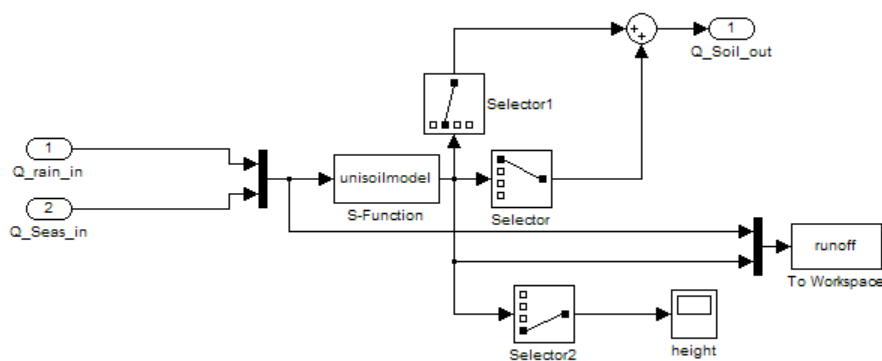 1
Q_Soil_out
++
Selector1
1
Q_rain_in
unisoilmodel
S-Function
Selector
2
Q_Seas_in
runoff
To Workspace
Selector2
height